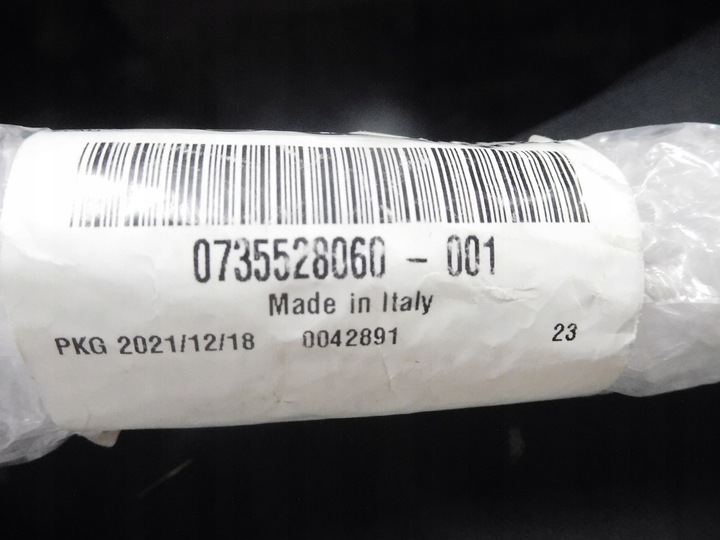 0735528060 - 001
Made in Italy
PKG 2021/12/18 0042891 23